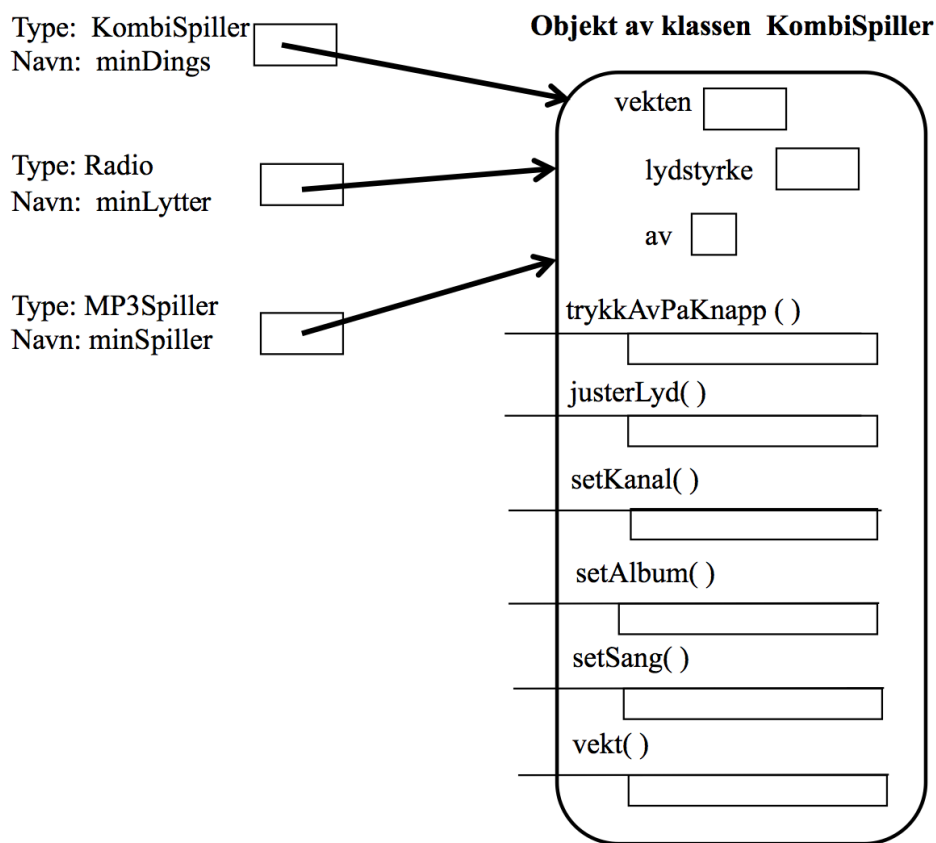 Type: KombiSpiller
Navn: minDings
Type: Radio
Navn: minLytter
Type: MP3Spiller
Navn: minSpiller
Objekt av klassen KombiSpiller
vekten
lydstyrke
av
trykkAvPaKnapp ( )
justerLyd( )
setKanal( )
setAlbum( )
setSang( )
vekt( )